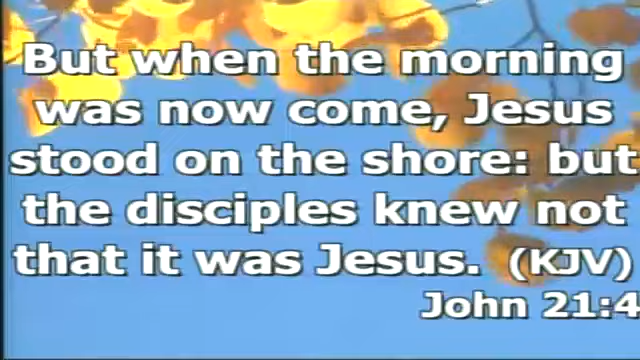 But when the morning
was now come, Jesus
stood on the shore: but
the disciples knew not
that it was Jesus. (KJV)
John 21:4